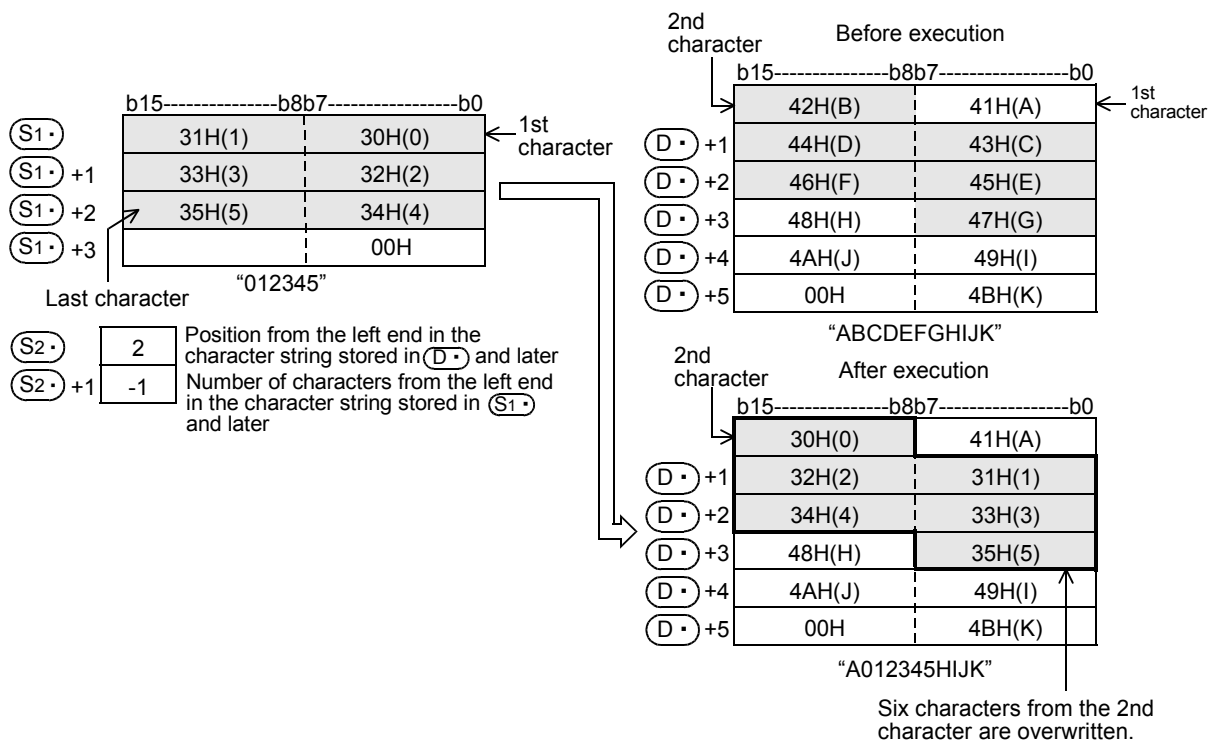 b15---------------b8b7-----------------b0
S1· 31H(1) 30H(0)
1st
character
S1· +1 33H(3) 32H(2)
S1· +2 35H(5) 34H(4)
S1· +3 00H
"012345"
Last character
S2· 2 Position from the left end in the
character string stored in D· and later
S2· +1 -1 Number of characters from the left end
in the character string stored in S1·
and later
2nd
character
Before execution
b15---------------b8b7-----------------b0
42H(B) 41H(A)
1st
character
D· +1 44H(D) 43H(C)
D· +2 46H(F) 45H(E)
D· +3 48H(H) 47H(G)
D· +4 4AH(J) 49H(I)
D· +5 00H 4BH(K)
"ABCDEFGHIJK"
2nd
character
After execution
b15---------------b8b7-----------------b0
30H(0) 41H(A)
D· +1 32H(2) 31H(1)
D· +2 34H(4) 33H(3)
D· +3 48H(H) 35H(5)
D· +4 4AH(J) 49H(I)
D· +5 00H 4BH(K)
"A012345HIJK"
Six characters from the 2nd
character are overwritten.